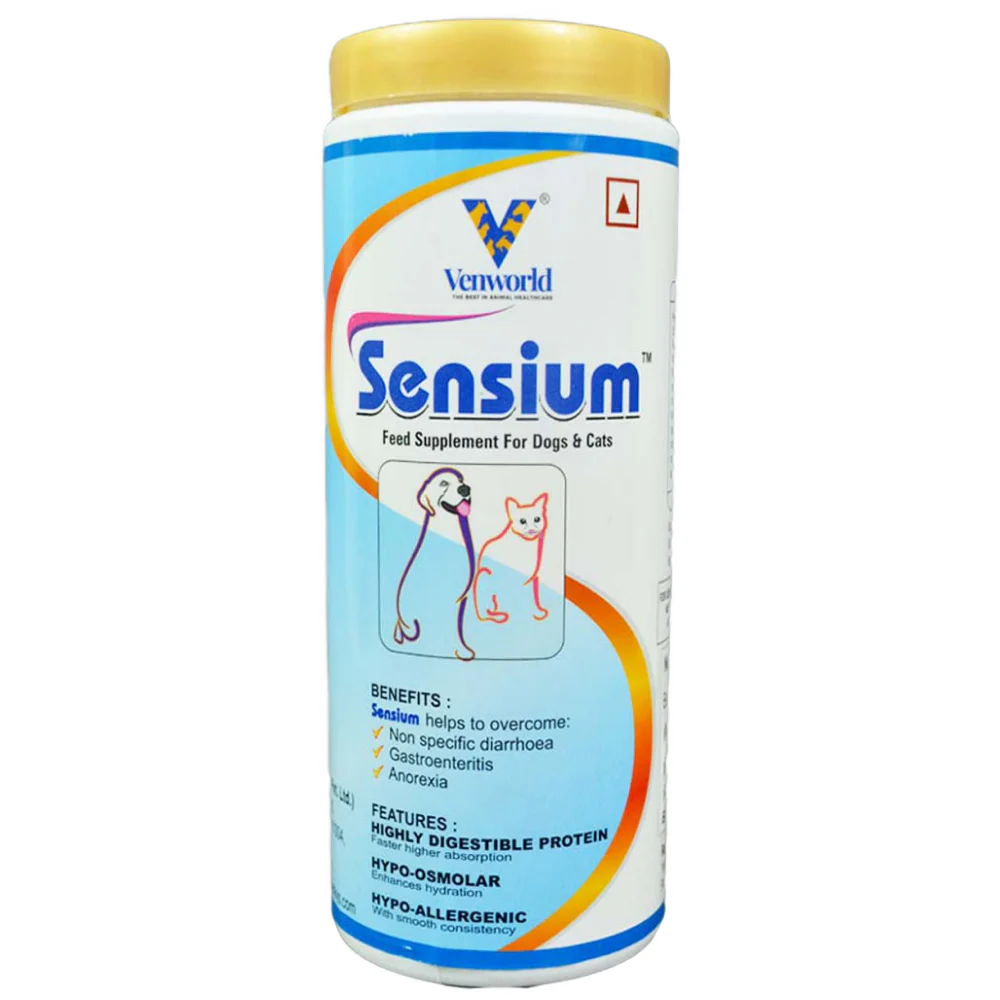 ®
Venworld
THE BEST IN ANIMAL HEALTHCARE
Sensium™
Feed Supplement For Dogs & Cats
BENEFITS :
Sensium helps to overcome:
Non specific diarrhoea
Gastroenteritis
Anorexia
FEATURES :
HIGHLY DIGESTIBLE PROTEIN
Faster higher absorption
HYPO-OSMOLAR
Enhances hydration
HYPO-ALLERGENIC
With smooth consistency
Ltd.)
.com